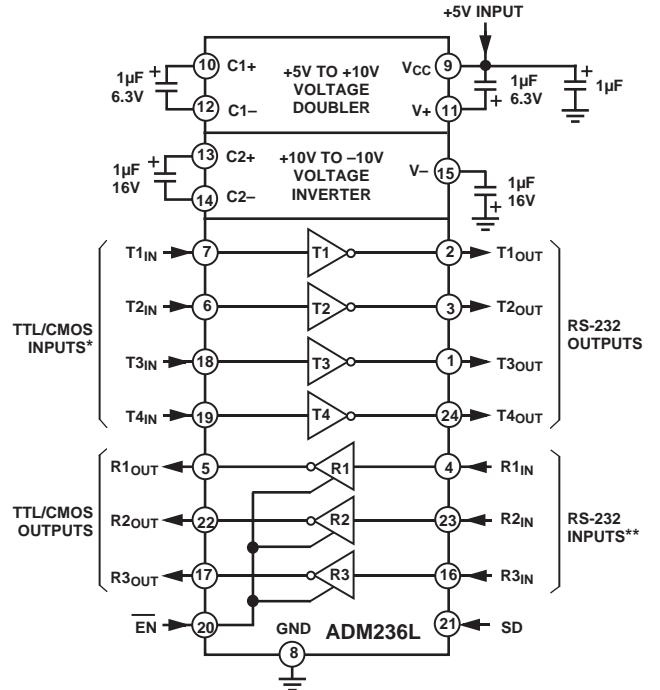 +5V INPUT
10 C1+ +5V TO +10V VCC 9
1µF + VOLTAGE + 1µF + 1µF
6.3V DOUBLER 6.3V
12 C1– V+ 11
13 C2+ +10V TO –10V
1µF + VOLTAGE V– 15
16V INVERTER 1µF
14 C2– + 16V
T1IN 7 T1 2 T1OUT
T2IN 6 T2 3 T2OUT
TTL/CMOS RS-232
INPUTS* OUTPUTS
T3IN 18 T3 1 T3OUT
T4IN 19 T4 24 T4OUT
R1OUT 5 R1 4 R1IN
TTL/CMOS RS-232
OUTPUTS INPUTS**
R2OUT 22 R2 23 R2IN
R3OUT 17 R3 16 R3IN
EN 20 GND ADM236L 21 SD
8